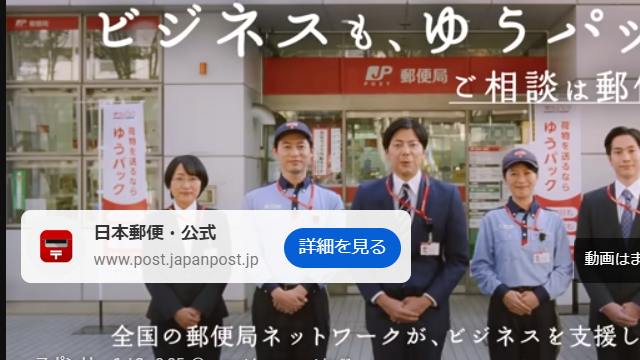 ビジネスも、ゆうパッ
郵便局
JP 郵便局
POST
ご相談は郵
荷物を送るなら
ゆうパック
荷物を送るなら
ゆうパック
日本郵便・公式
www.post.japanpost.jp
詳細を見る
動画はま
全国の郵便局ネットワークが、ビジネスを支援し